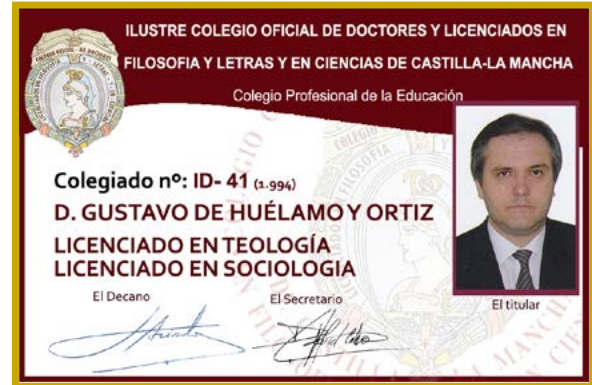 ILUSTRE COLEGIO OFICIAL DE DOCTORES Y LICENCIADOS EN
FILOSOFIA Y LETRAS Y EN CIENCIAS DE CASTILLA-LA MANCHA
Colegio Profesional de la Educación
Colegiado nº: ID- 41 (1.994)
D. GUSTAVO DE HUÉLAMO Y ORTIZ
LICENCIADO EN TEOLOGÍA
LICENCIADO EN SOCIOLOGIA
El Decano
El Secretario
El titular